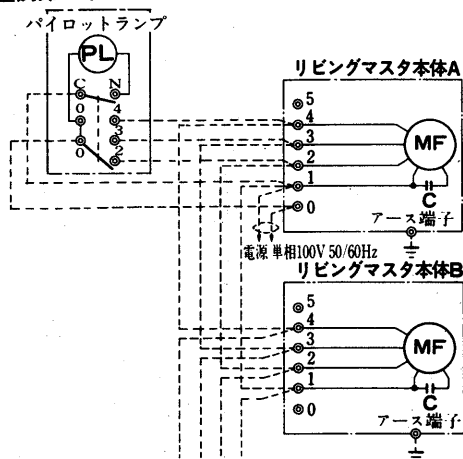 パイロットランプ
PL
C N
0 4
3
0 2
リビングマスタ本体A
5
4
3
2
1
0
MF
C
アース端子
電源 単相100V 50/60Hz
リビングマスタ本体B
5
4
3
2
1
0
MF
C
アース端子